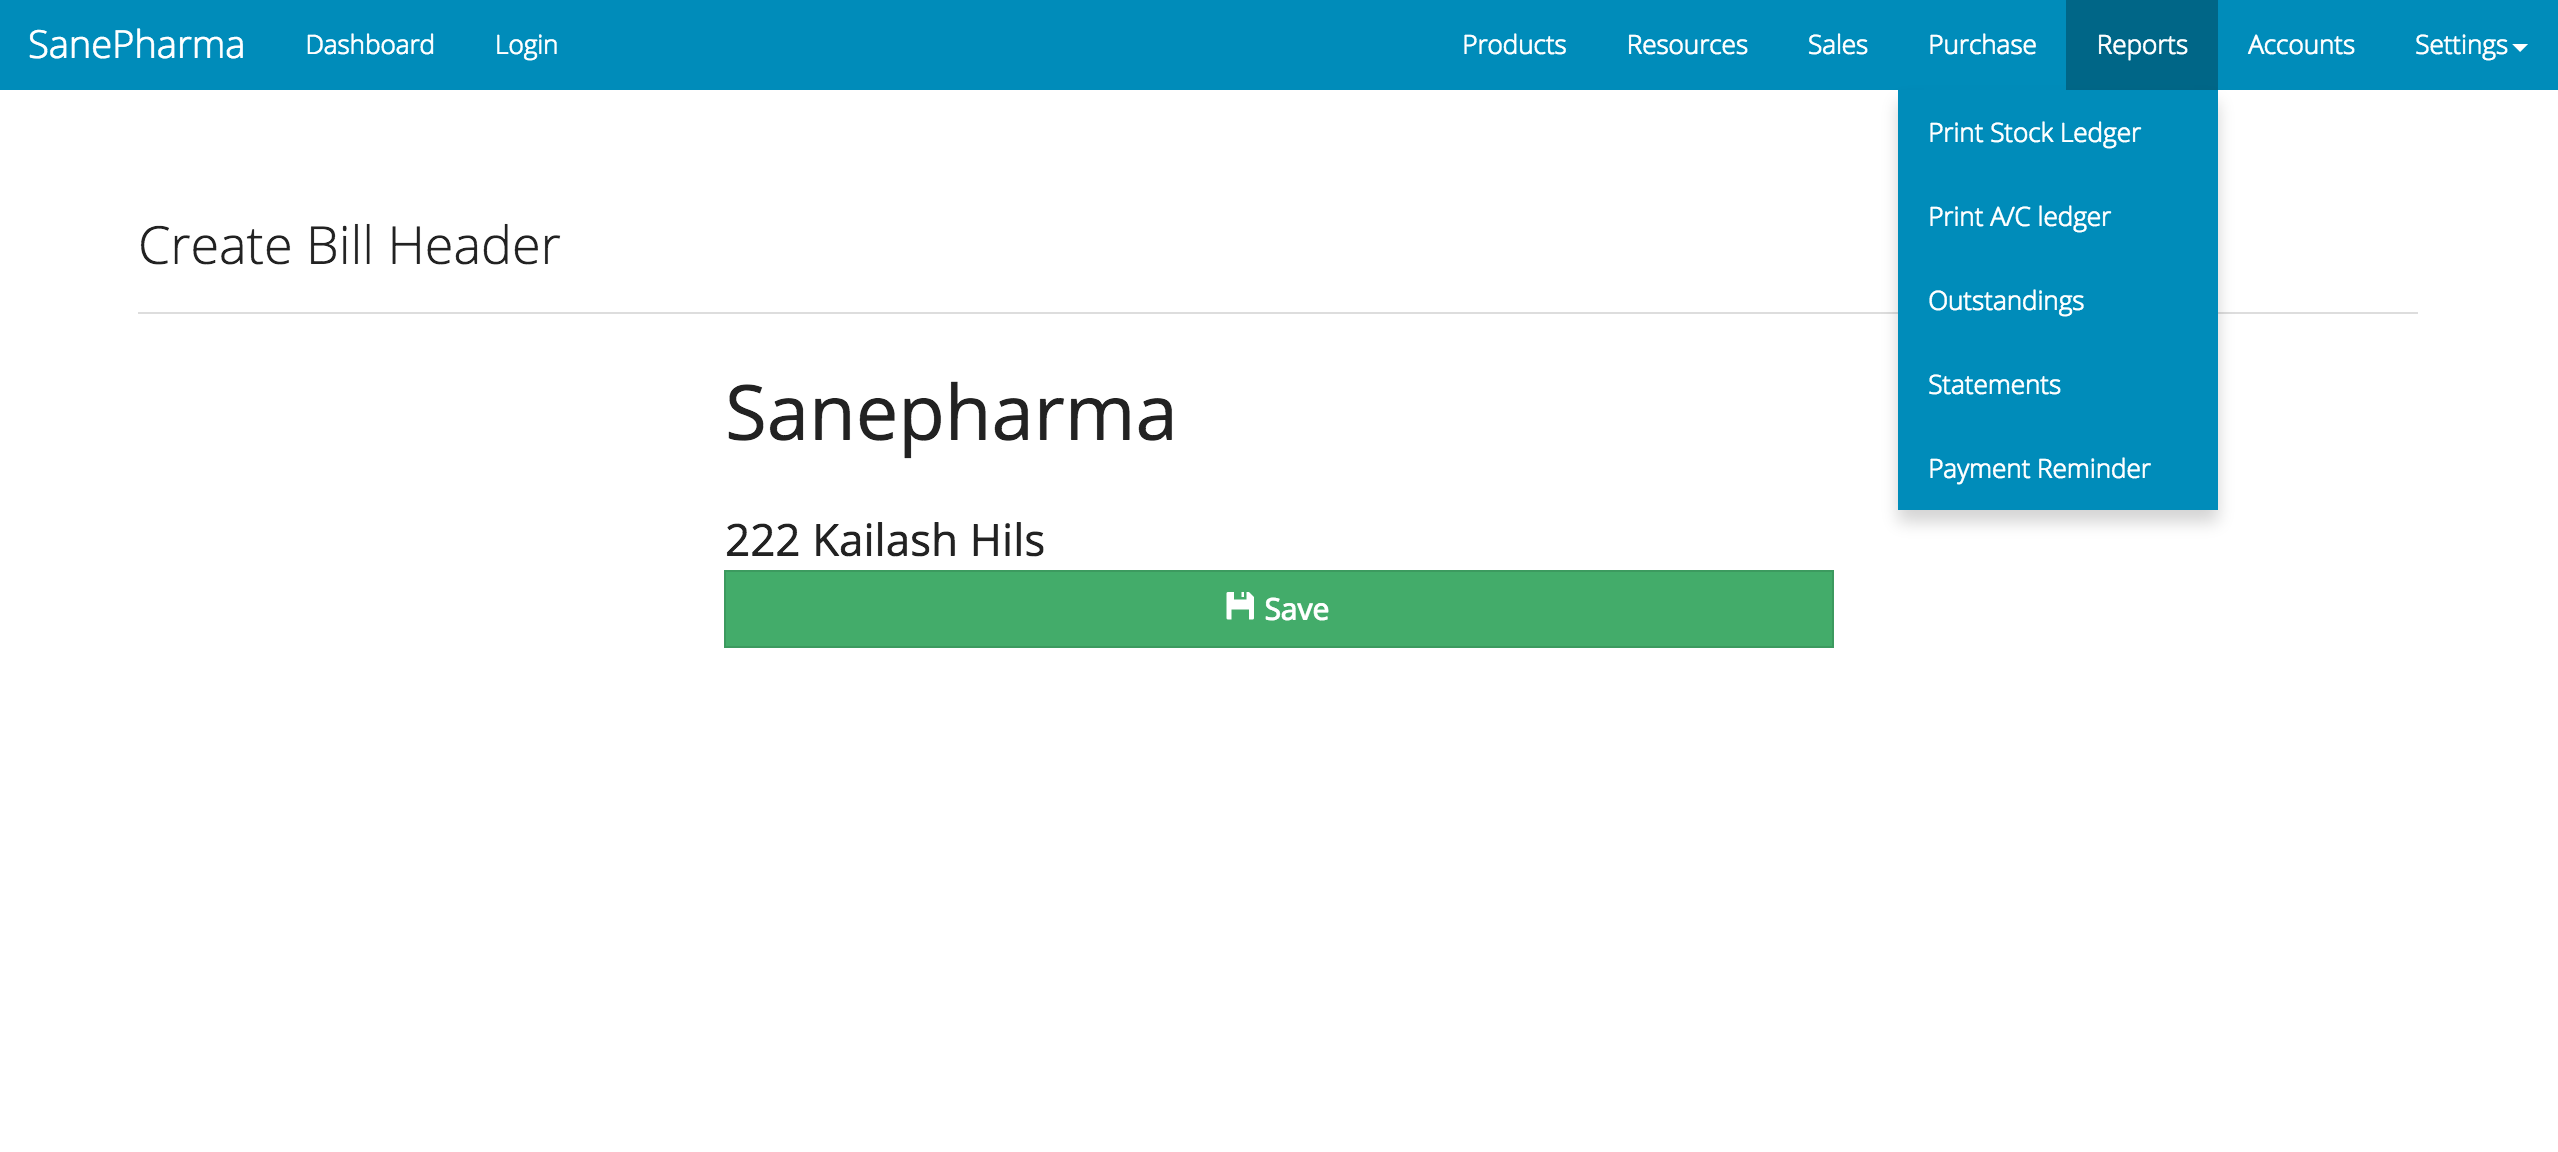 SanePharma Dashboard Login Products Resources Sales Purchase Reports Accounts Settings
Print Stock Ledger
Print A/C ledger
Outstandings
Statements
Payment Reminder
Create Bill Header
Sanepharma
222 Kailash Hils
Save